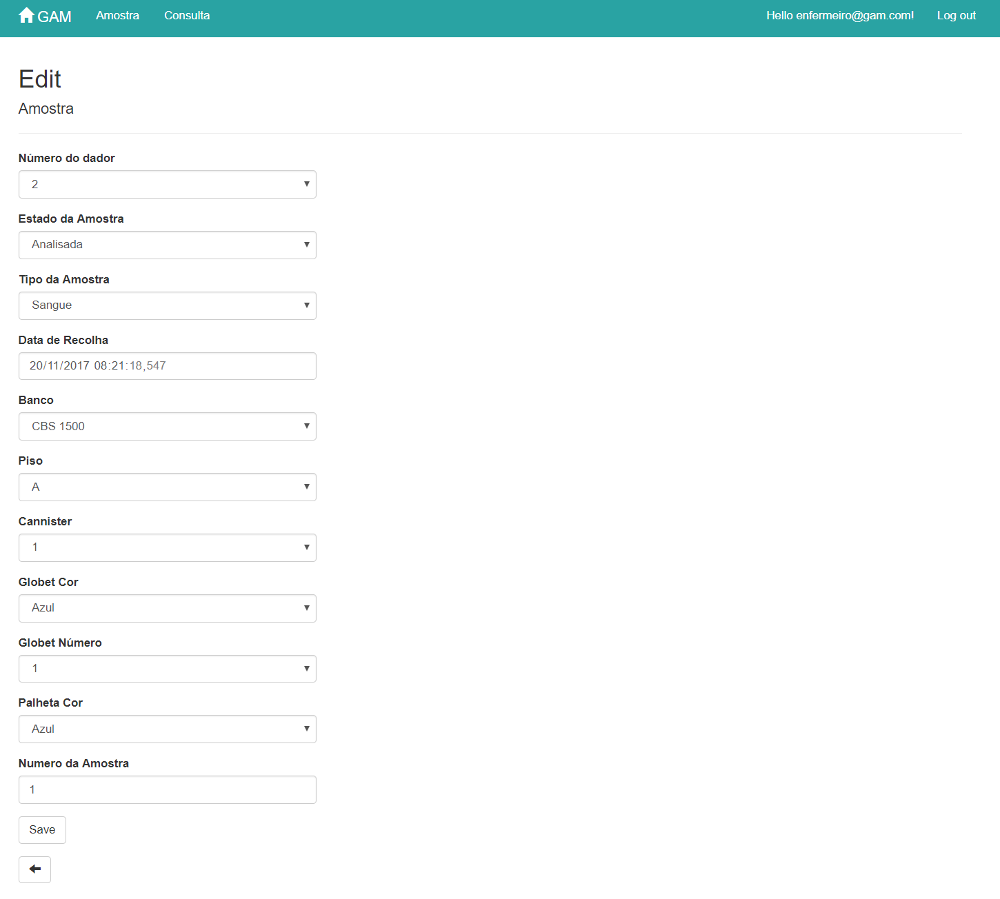 GAM Amostra Consulta Hello enfermeiro@gam.com! Log out
Edit
Amostra
Número do dador
2
Estado da Amostra
Analisada
Tipo da Amostra
Sangue
Data de Recolha
20/11/2017 08:21:18,547
Banco
CBS 1500
Piso
A
Cannister
1
Globet Cor
Azul
Globet Número
1
Palheta Cor
Azul
Numero da Amostra
1
Save